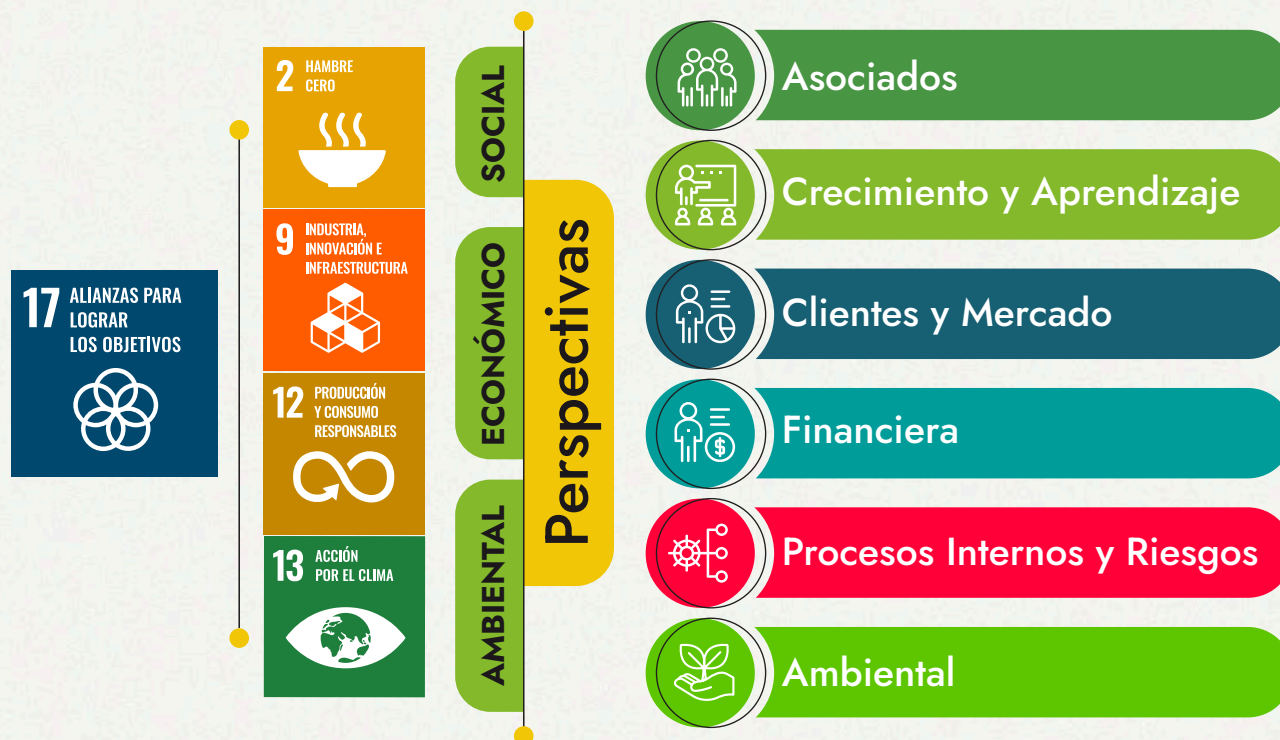 17 ALIANZAS PARA
LOGRAR
LOS OBJETIVOS
2 HAMBRE
CERO
9 INDUSTRIA,
INNOVACIÓN E
INFRAESTRUCTURA
12 PRODUCCIÓN
Y CONSUMO
RESPONSABLES
13 ACCIÓN
POR EL CLIMA
SOCIAL
ECONÓMICO
AMBIENTAL
Perspectivas
Asociados
Crecimiento y Aprendizaje
Clientes y Mercado
Financiera
$
Procesos Internos y Riesgos
Ambiental